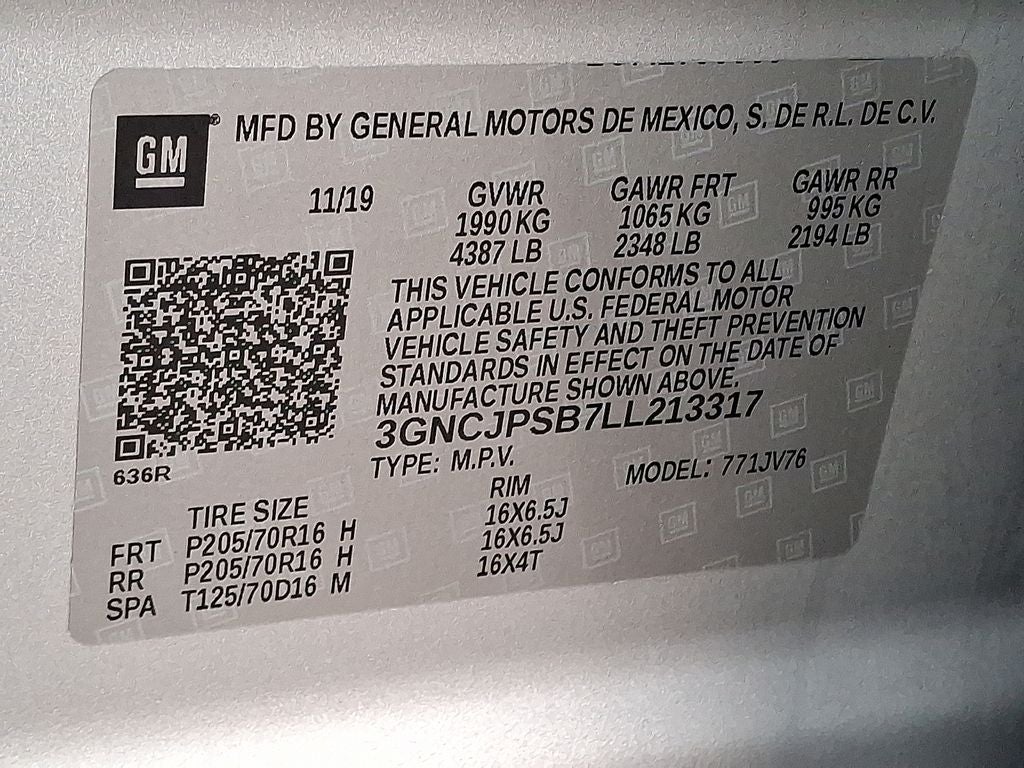 GM
MFD BY GENERAL MOTORS DE MEXICO, S. DE R.L. DE C.V.
11/19 GVWR GAWR FRT GAWR RR
1990 KG 1065 KG 995 KG
4387 LB 2348 LB 2194 LB
THIS VEHICLE CONFORMS TO ALL
APPLICABLE U.S. FEDERAL MOTOR
VEHICLE SAFETY AND THEFT PREVENTION
STANDARDS IN EFFECT ON THE DATE OF
MANUFACTURE SHOWN ABOVE.
3GNCJPSB7LL213317
636R
TYPE: M.P.V. MODEL: 771JV76
TIRE SIZE RIM
FRT P205/70R16 H 16X6.5J
RR P205/70R16 H 16X6.5J
SPA T125/70D16 M 16X4T